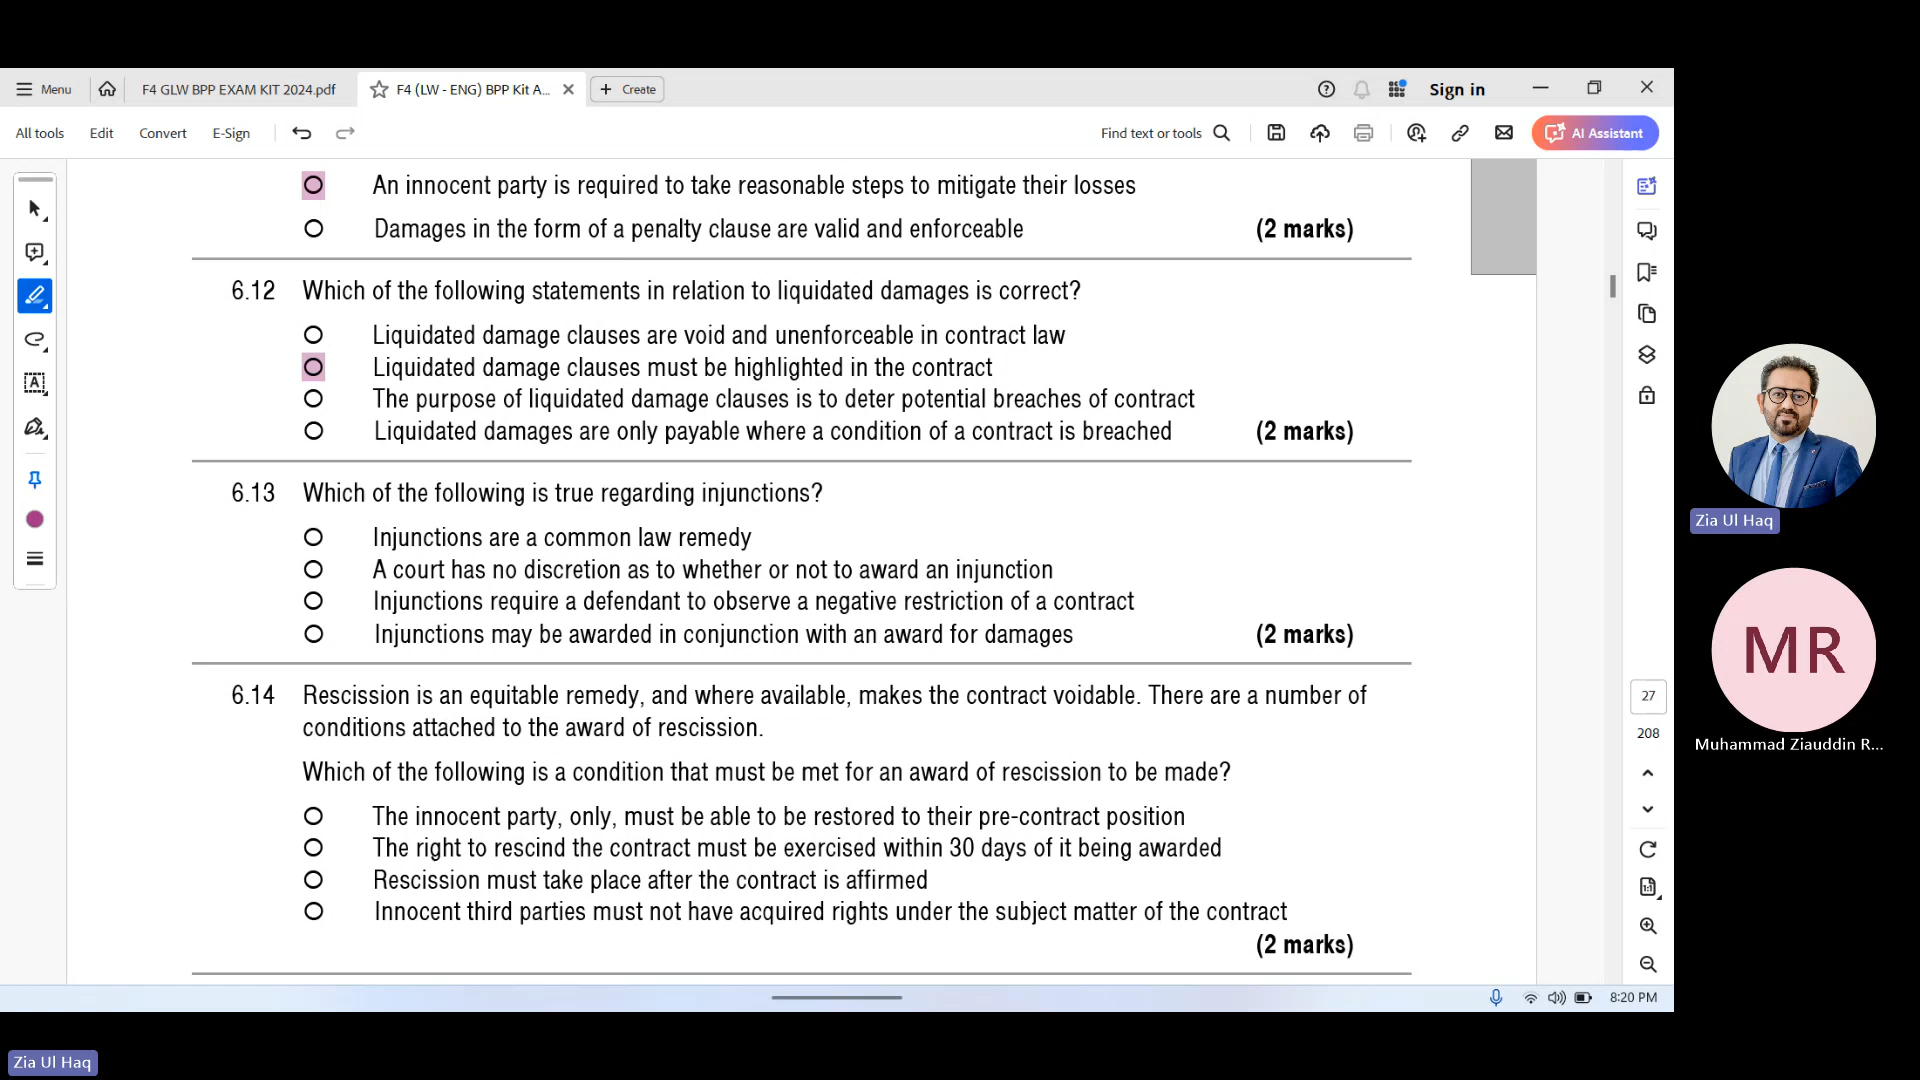 Menu
F4 GLW BPP EXAM KIT 2024.pdf
F4 (LW - ENG) BPP Kit A...
Create
Sign in
All tools
Edit
Convert
E-Sign
Find text or tools
AI Assistant
An innocent party is required to take reasonable steps to mitigate their losses
Damages in the form of a penalty clause are valid and enforceable (2 marks)
6.12 Which of the following statements in relation to liquidated damages is correct?
Liquidated damage clauses are void and unenforceable in contract law
Liquidated damage clauses must be highlighted in the contract
The purpose of liquidated damage clauses is to deter potential breaches of contract
Liquidated damages are only payable where a condition of a contract is breached (2 marks)
6.13 Which of the following is true regarding injunctions?
Injunctions are a common law remedy
A court has no discretion as to whether or not to award an injunction
Injunctions require a defendant to observe a negative restriction of a contract
Injunctions may be awarded in conjunction with an award for damages (2 marks)
6.14 Rescission is an equitable remedy, and where available, makes the contract voidable. There are a number of
conditions attached to the award of rescission.
Which of the following is a condition that must be met for an award of rescission to be made?
The innocent party, only, must be able to be restored to their pre-contract position
The right to rescind the contract must be exercised within 30 days of it being awarded
Rescission must take place after the contract is affirmed
Innocent third parties must not have acquired rights under the subject matter of the contract
(2 marks)
27
208
8:20 PM
Zia Ul Haq
MR
Muhammad Ziauddin R...
Zia Ul Haq